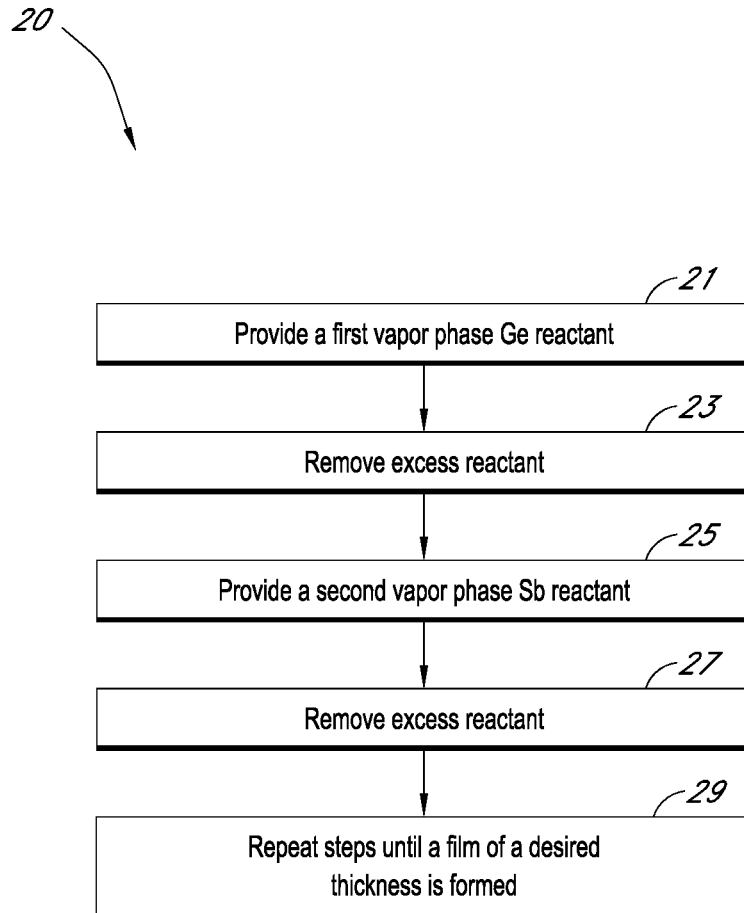 20
21
Provide a first vapor phase Ge reactant
23
Remove excess reactant
25
Provide a second vapor phase Sb reactant
27
Remove excess reactant
29
Repeat steps until a film of a desired
thickness is formed